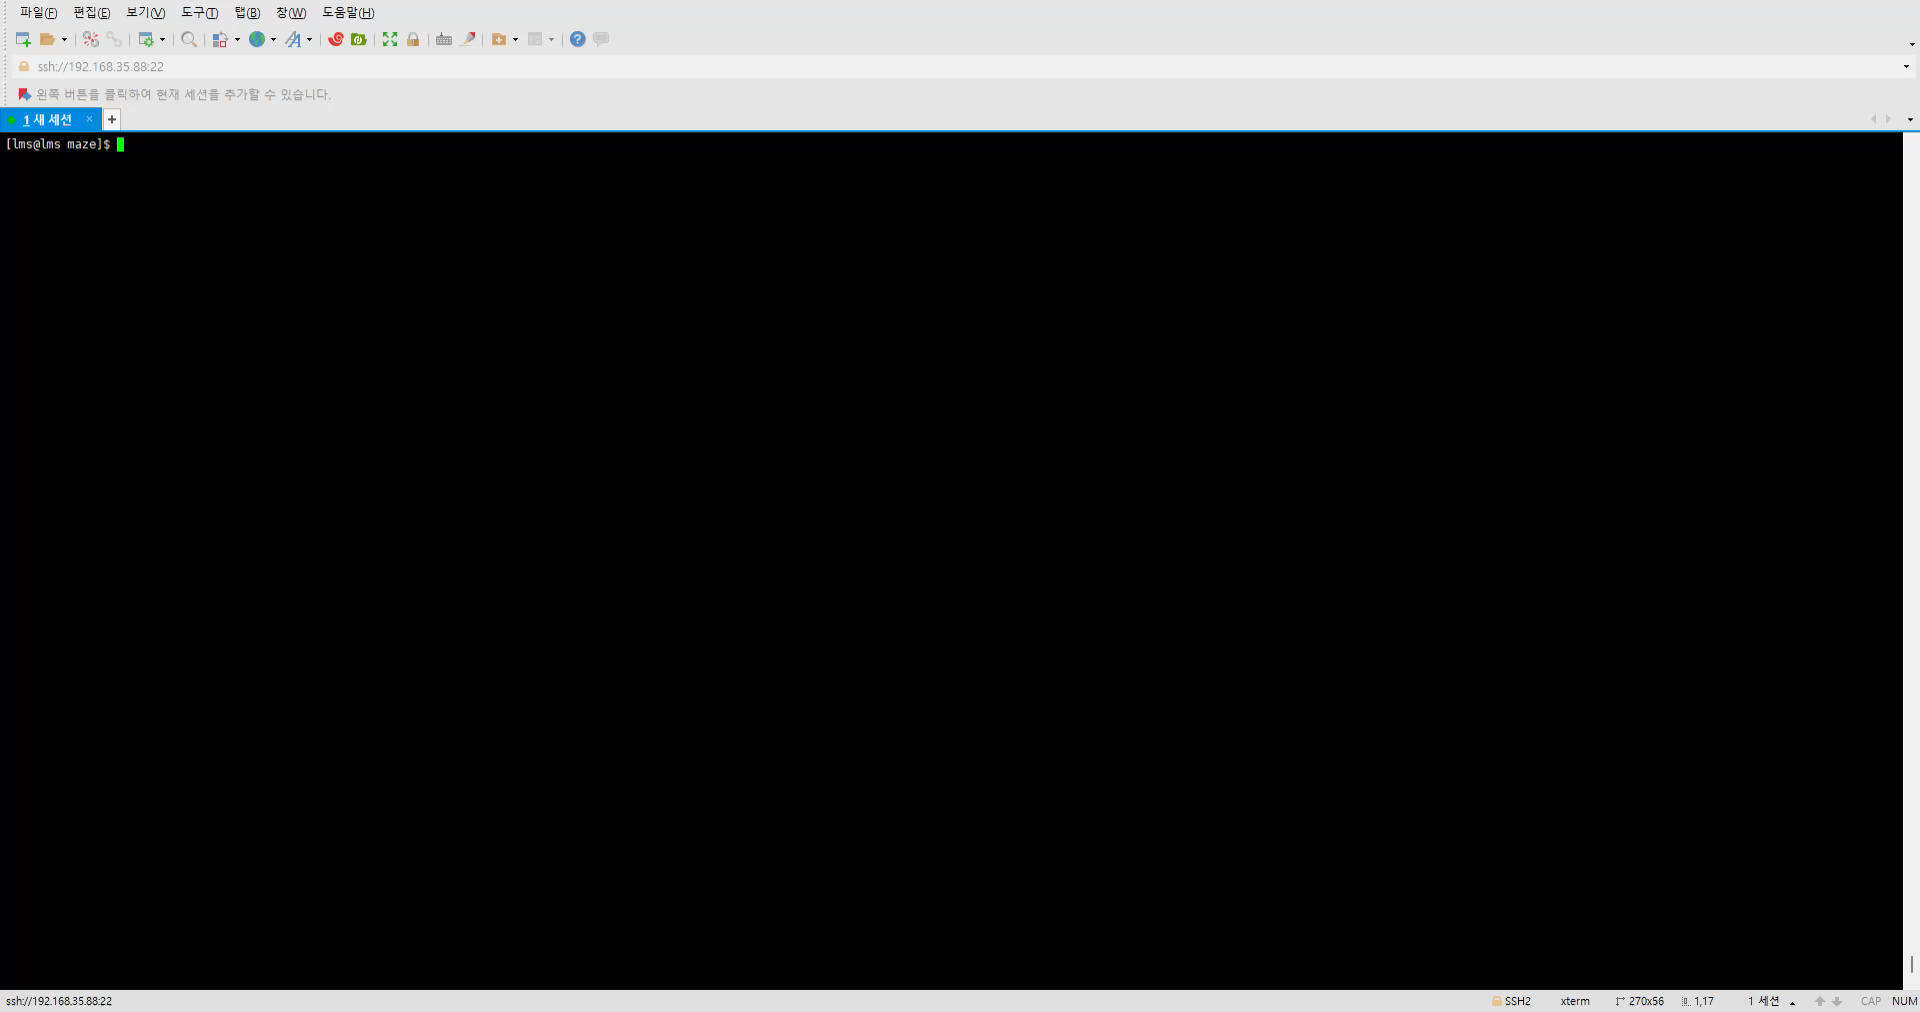 파일(F) 편집(E) 보기(V) 도구(T) 탭(B) 창(W) 도움말(H)
ssh://192.168.35.88:22
왼쪽 버튼을 클릭하여 현재 세션을 추가할 수 있습니다.
1 새 세션 × +
[lms@lms maze]$
ssh://192.168.35.88:22 SSH2 xterm 270x56 1,17 1 세션 CAP NUM